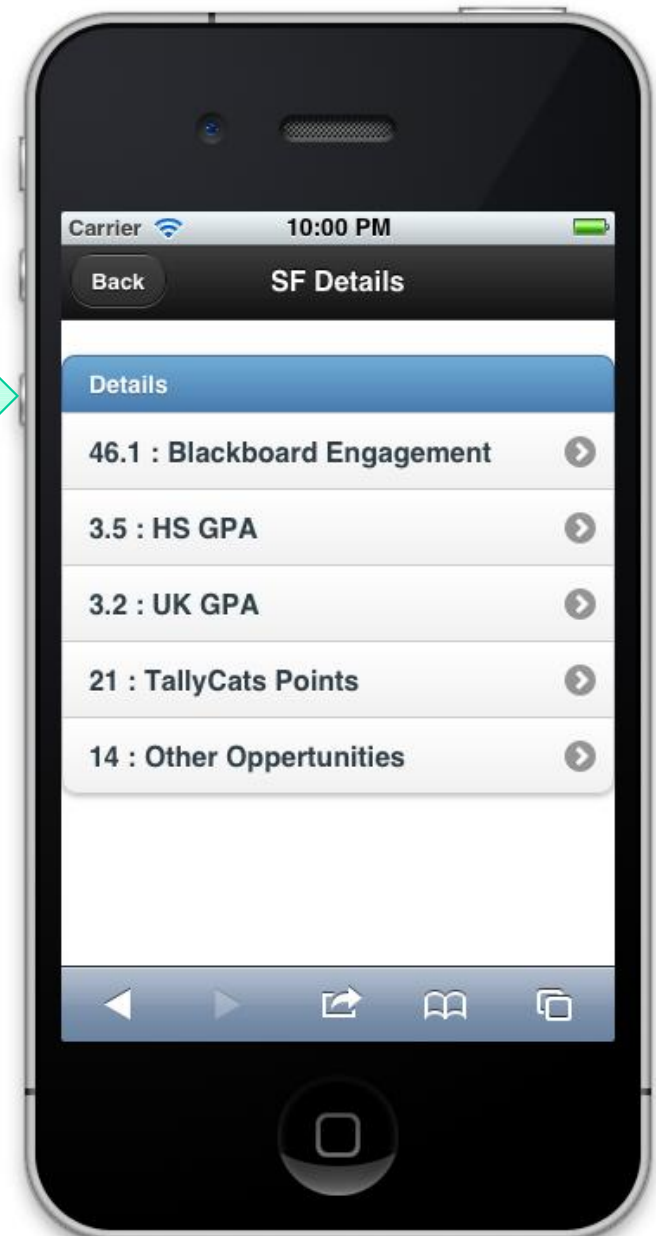 Carrier 10:00 PM
Back SF Details
Details
46.1 : Blackboard Engagement
3.5 : HS GPA
3.2 : UK GPA
21 : TallyCats Points
14 : Other Oppertunities